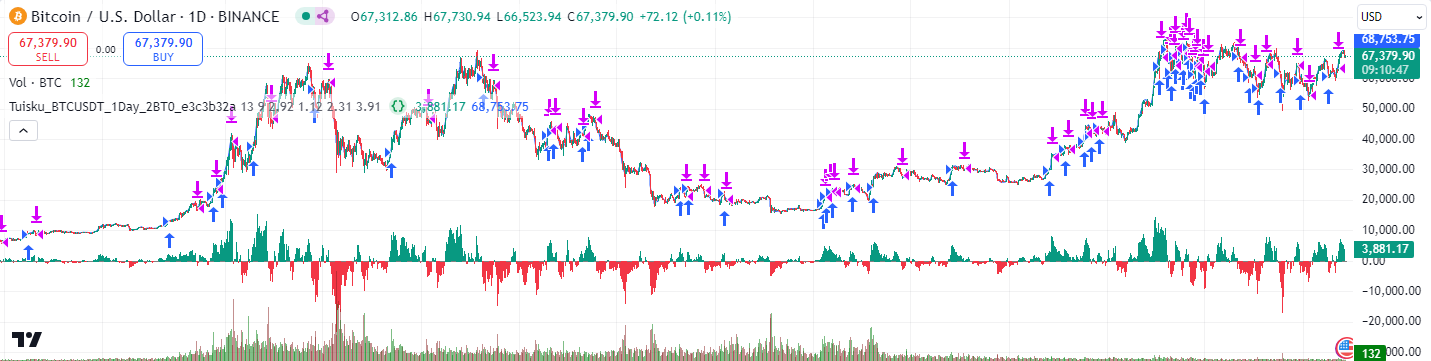 Bitcoin / U.S. Dollar · 1D · BINANCE O67,312.86 H67,730.94 L66,523.94 C67,379.90 +72.12 (+0.11%)
USD
67,379.90 0.00 67,379.90
SELL BUY
68,753.75
67,379.90
09:10:47
Vol · BTC 132
Tuisku_BTCUSDT_1Day_2BT0_e3c3b32a 13 9 2.92 1.12 2.31 3.91 {} 3,881.17 68,753.75
50,000.00
40,000.00
30,000.00
20,000.00
10,000.00
3,881.17
0.00
−10,000.00
−20,000.00
132